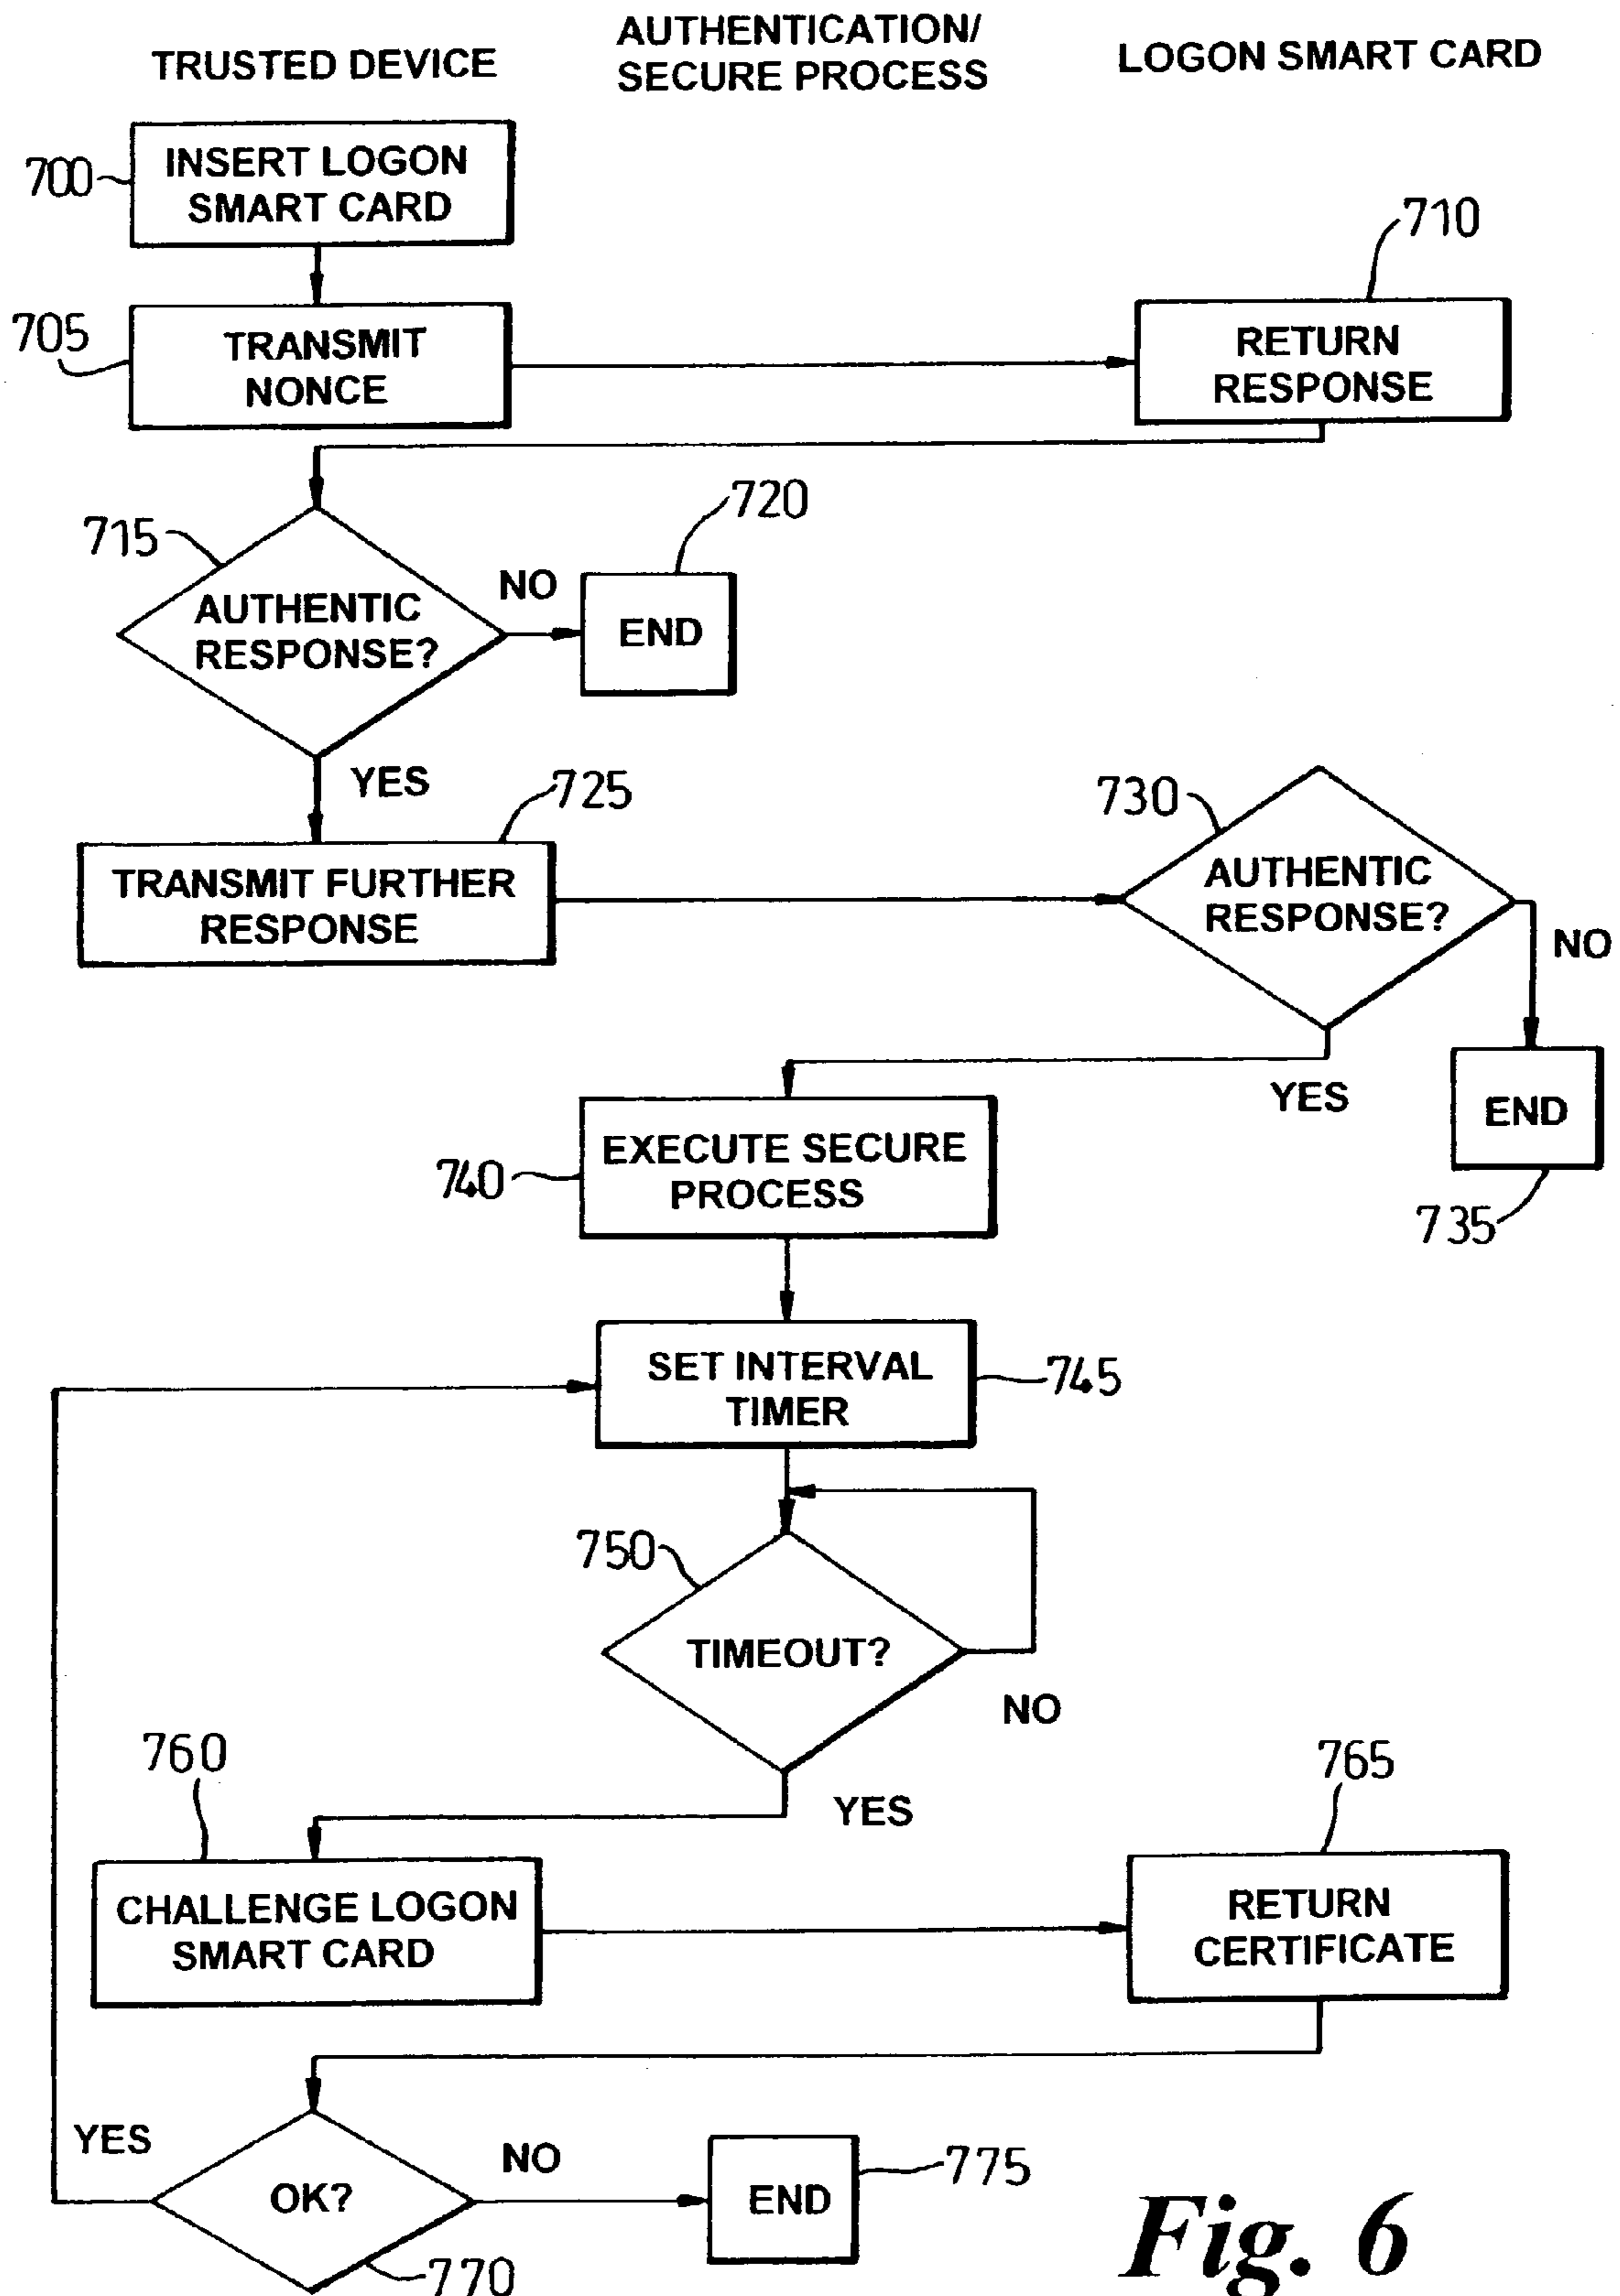 TRUSTED DEVICE
AUTHENTICATION/
SECURE PROCESS
LOGON SMART CARD
700
INSERT LOGON
SMART CARD
710
705
TRANSMIT
NONCE
RETURN
RESPONSE
715
AUTHENTIC
RESPONSE?
NO
720
END
YES
725
TRANSMIT FURTHER
RESPONSE
730
AUTHENTIC
RESPONSE?
NO
YES
END
735
740
EXECUTE SECURE
PROCESS
SET INTERVAL
TIMER
745
750
TIMEOUT?
NO
YES
760
CHALLENGE LOGON
SMART CARD
765
RETURN
CERTIFICATE
YES
OK?
NO
END
775
770
Fig. 6